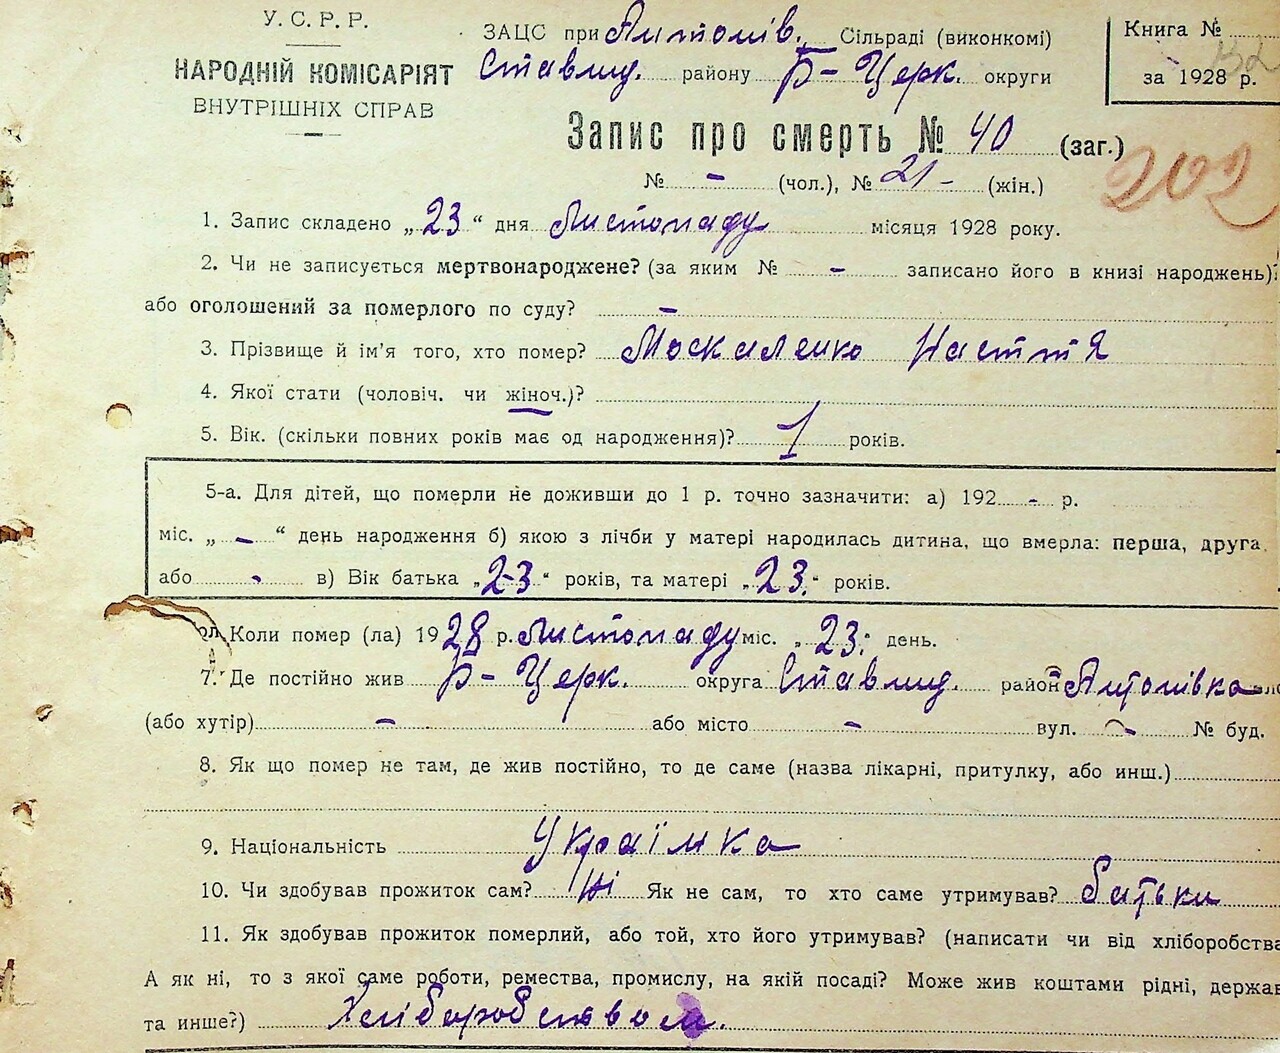 У. С. Р. Р.
НАРОДНІЙ КОМІСАРІЯТ
ВНУТРІШНІХ СПРАВ
ЗАЦС при Антонів. Сільраді (виконкомі)
Ставищ. району Б-Церк. округи
Книга №
за 1928 р.
Запис про смерть № 40 (заг.)
№ - (чол.), № 21- (жін.)
202
1. Запис складено „23“ дня Листопаду місяця 1928 року.
2. Чи не записується мертвонароджене? (за яким № - записано його в книзі народжень)
або оголошений за померлого по суду? -
3. Прізвище й ім'я того, хто помер? Москаленко Настя
4. Якої стати (чоловіч. чи жіноч.)?
5. Вік. (скільки повних років має од народження)? 1 років.
5-а. Для дітей, що померли не доживши до 1 р. точно зазначити: а) 192 - р.
міс. „ - “ день народження б) якою з лічби у матері народилась дитина, що вмерла: перша, друга
або - в) Вік батька „23“ років, та матері „23.“ років.
Коли помер (ла) 1928 р. Листопаду міс. „23.“ день.
7. Де постійно жив Б-Церк. округа Ставищ. район Антонівка
(або хутір) - або місто - вул. - № буд.
8. Як що помер не там, де жив постійно, то де саме (назва лікарні, притулку, або инш.)
9. Національність Українка
10. Чи здобував прожиток сам? Ні Як не сам, то хто саме утримував? батьки
11. Як здобував прожиток померлий, або той, хто його утримував? (написати чи від хліборобства
А як ні, то з якої саме роботи, ремества, промислу, на якій посаді? Може жив коштами рідні, держав
та инше?) Хліборобством.